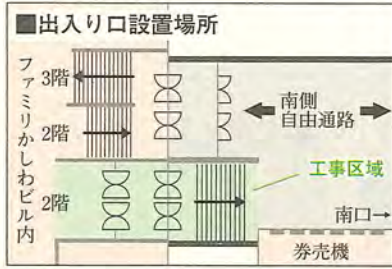 ■出入り口設置場所
ファミリかしわビル内
3階
2階
2階
南側
自由通路
工事区域
南口→
券売機